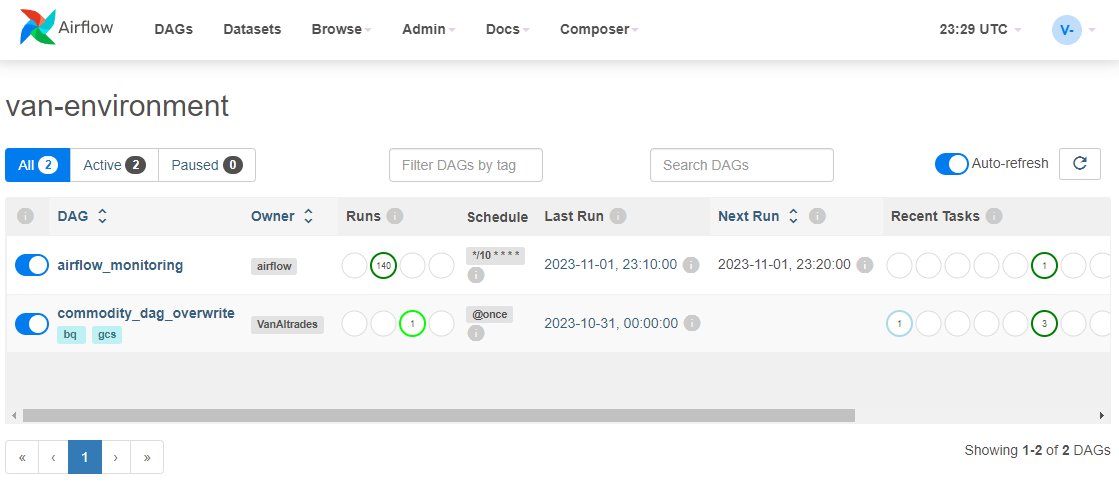 Airflow DAGs Datasets Browse Admin Docs Composer 23:29 UTC V-
van-environment
All 2 Active 2 Paused 0 Filter DAGs by tag Search DAGs Auto-refresh
i DAG Owner Runs i Schedule Last Run i Next Run i Recent Tasks i
airflow_monitoring airflow 140 */10 * * * * i 2023-11-01, 23:10:00 i 2023-11-01, 23:20:00 i 1
commodity_dag_overwrite VanAItrades 1 @once i 2023-10-31, 00:00:00 i 1 3
bq gcs
« ‹ 1 › » Showing 1-2 of 2 DAGs